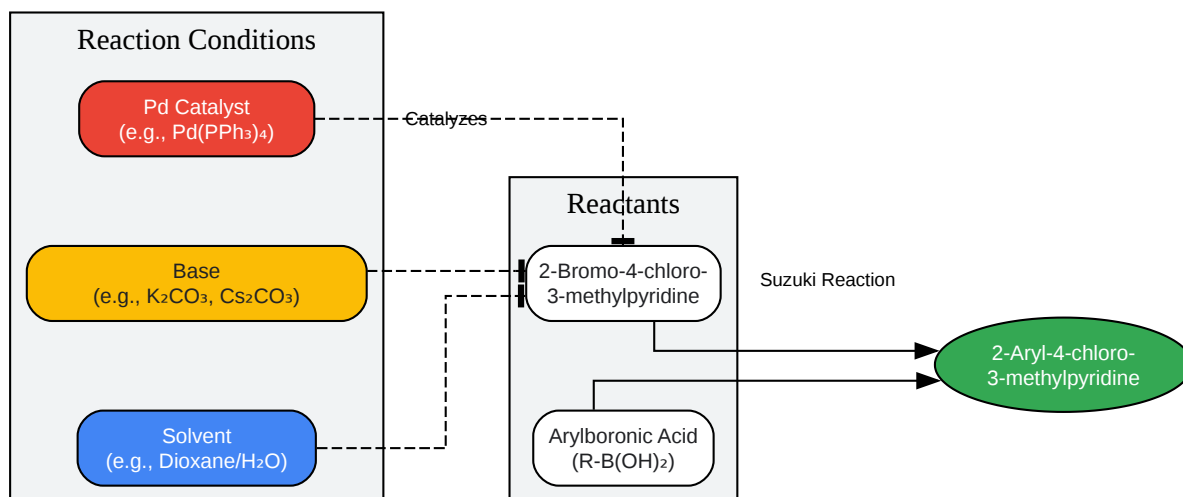 Reaction Conditions
Pd Catalyst
(e.g., Pd(PPh₃)₄)
Catalyzes
Base
(e.g., K₂CO₃, Cs₂CO₃)
Solvent
(e.g., Dioxane/H₂O)
Reactants
2-Bromo-4-chloro-
3-methylpyridine
Arylboronic Acid
(R-B(OH)₂)
Suzuki Reaction
2-Aryl-4-chloro-
3-methylpyridine